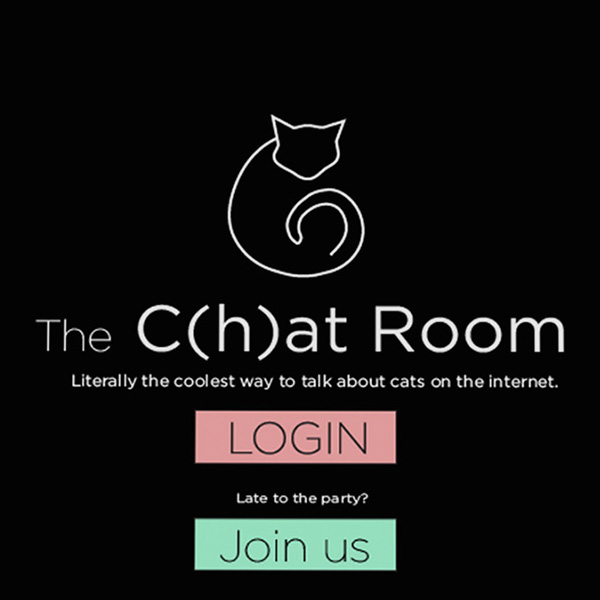 The C(h)at Room
Literally the coolest way to talk about cats on the internet.
LOGIN
Late to the party?
Join us